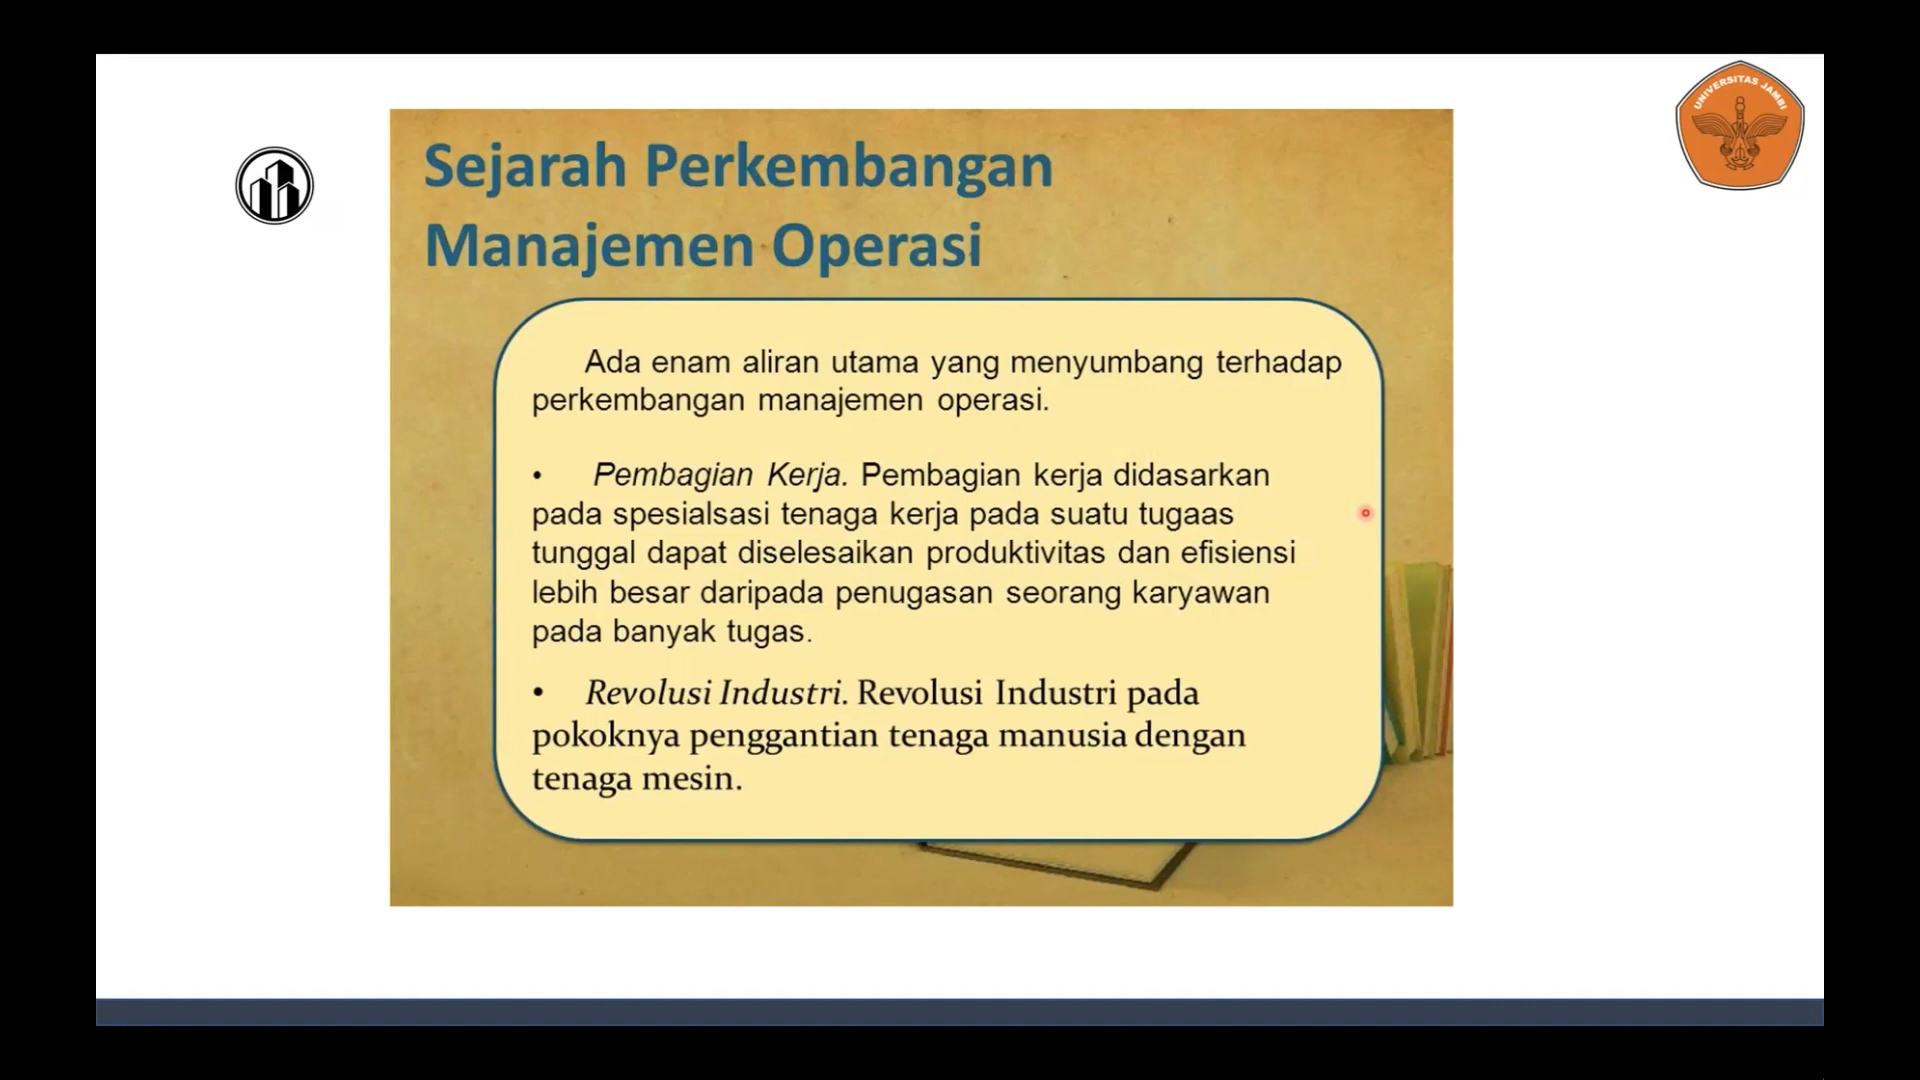 UNIVERSITAS JAMBI
Sejarah Perkembangan
Manajemen Operasi
Ada enam aliran utama yang menyumbang terhadap
perkembangan manajemen operasi.
• Pembagian Kerja. Pembagian kerja didasarkan
pada spesialsasi tenaga kerja pada suatu tugaas
tunggal dapat diselesaikan produktivitas dan efisiensi
lebih besar daripada penugasan seorang karyawan
pada banyak tugas.
• Revolusi Industri. Revolusi Industri pada
pokoknya penggantian tenaga manusia dengan
tenaga mesin.